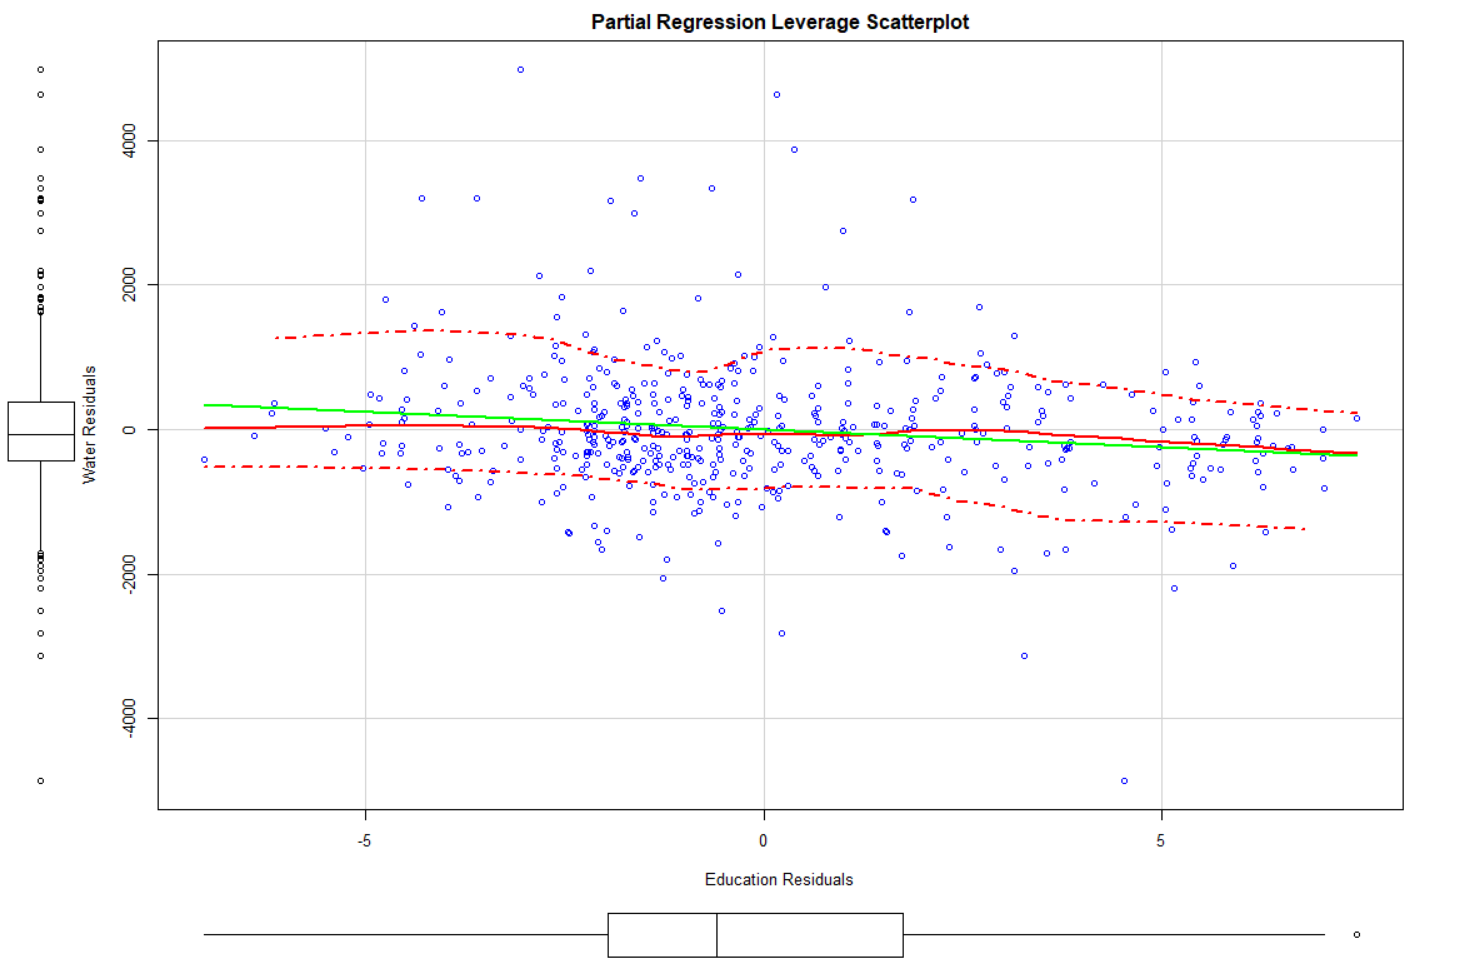 Partial Regression Leverage Scatterplot
4000
2000
0
-2000
-4000
Water Residuals
-5
0
5
Education Residuals